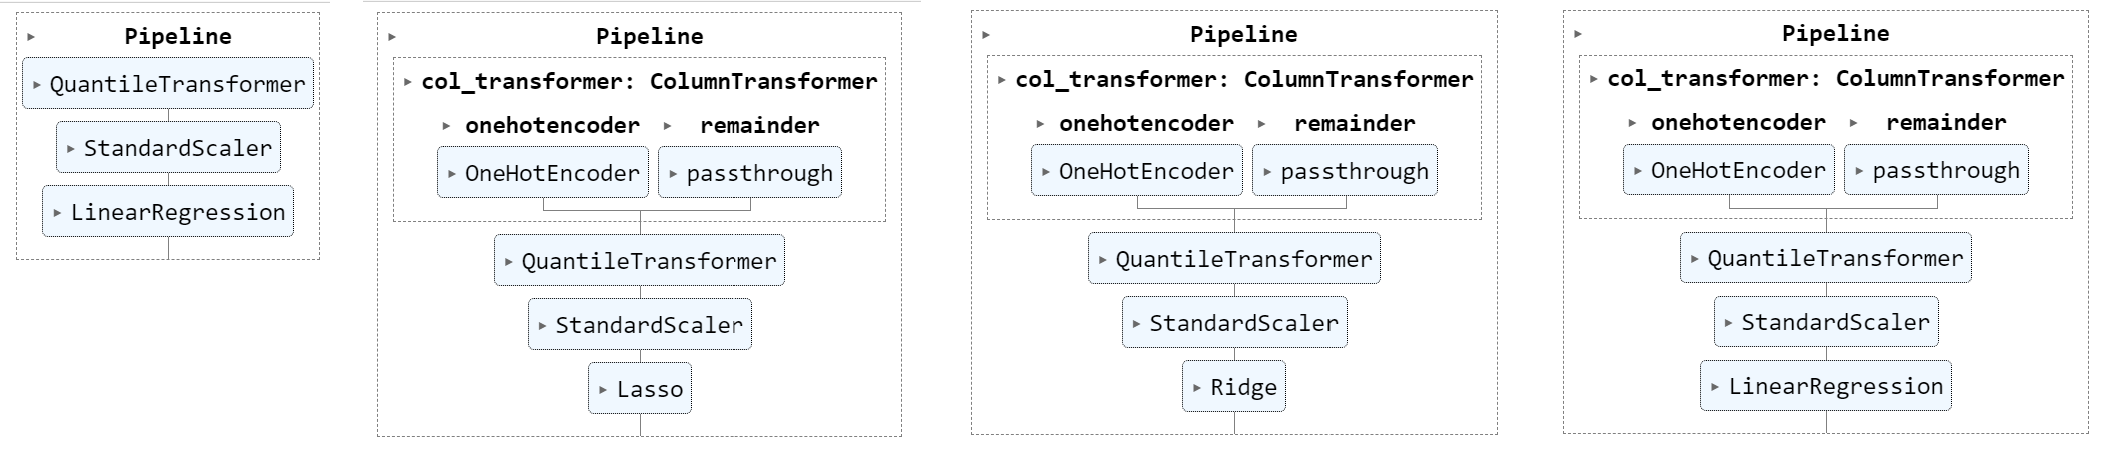 Pipeline
QuantileTransformer
StandardScaler
LinearRegression
Pipeline
col_transformer: ColumnTransformer
onehotencoder remainder
OneHotEncoder passthrough
QuantileTransformer
StandardScaler
Lasso
Pipeline
col_transformer: ColumnTransformer
onehotencoder remainder
OneHotEncoder passthrough
QuantileTransformer
StandardScaler
Ridge
Pipeline
col_transformer: ColumnTransformer
onehotencoder remainder
OneHotEncoder passthrough
QuantileTransformer
StandardScaler
LinearRegression